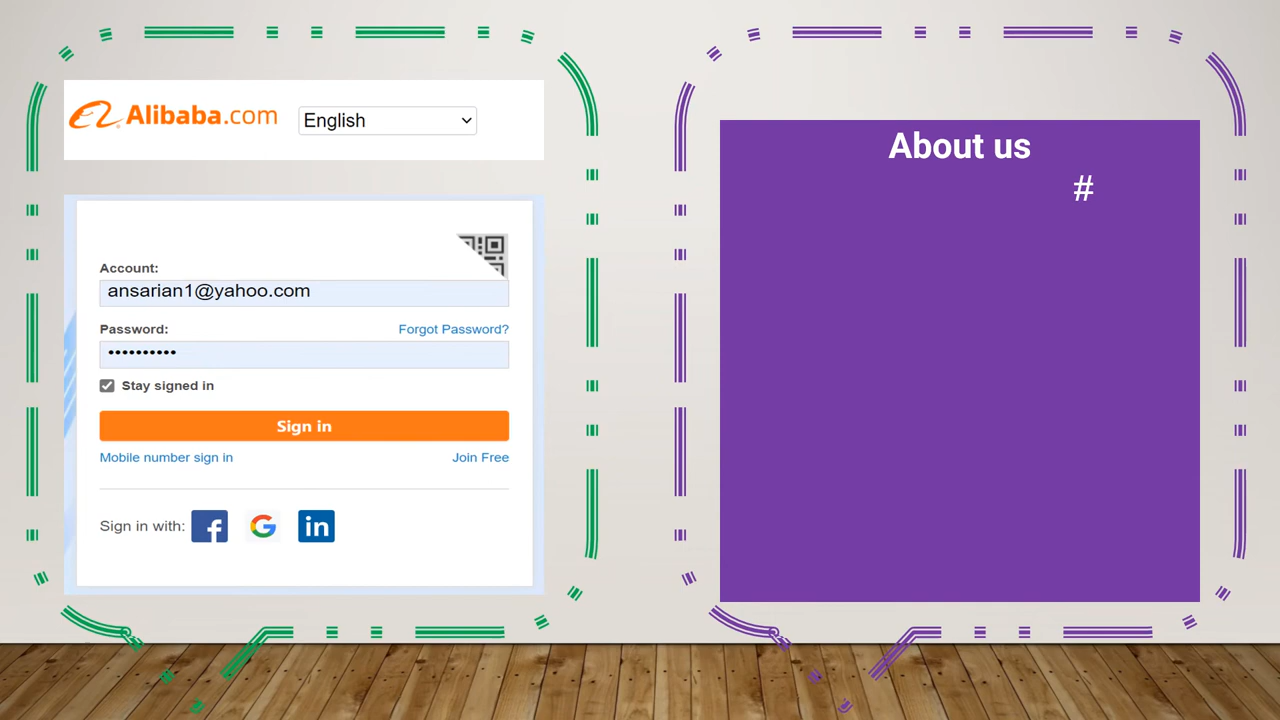 Alibaba.com
English
Account:
ansarian1@yahoo.com
Password: Forgot Password?
••••••••••
Stay signed in
Sign in
Mobile number sign in Join Free
Sign in with:
About us
#